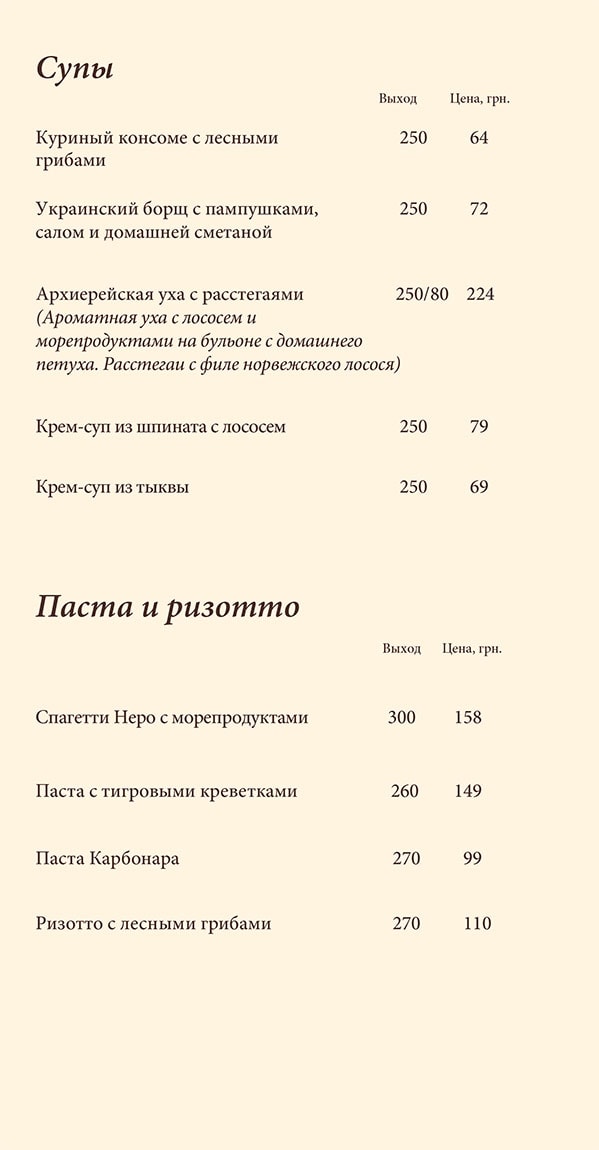 Супы
Выход Цена, грн.
Куриный консоме с лесными 250 64
грибами
Украинский борщ с пампушками, 250 72
салом и домашней сметаной
Архиерейская уха с расстегаями 250/80 224
(Ароматная уха с лососем и
морепродуктами на бульоне с домашнего
петуха. Расстегаи с филе норвежского лосося)
Крем-суп из шпината с лососем 250 79
Крем-суп из тыквы 250 69
Паста и ризотто
Выход Цена, грн.
Спагетти Неро с морепродуктами 300 158
Паста с тигровыми креветками 260 149
Паста Карбонара 270 99
Ризотто с лесными грибами 270 110